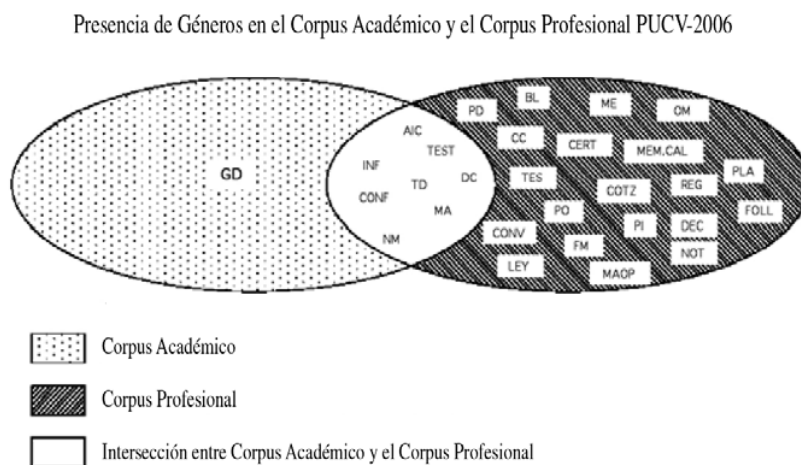 Presencia de Géneros en el Corpus Académico y el Corpus Profesional PUCV-2006
GD
AIC
TEST
INF
DC
TD
CONF
MA
NM
PD
BL
ME
OM
CC
CERT
MEM,CAL
PLA
TES
COTZ
REG
PO
FOLL
CONV
PI
DEC
FM
NOT
LEY
MAOP
Corpus Académico
Corpus Profesional
Intersección entre Corpus Académico y el Corpus Profesional